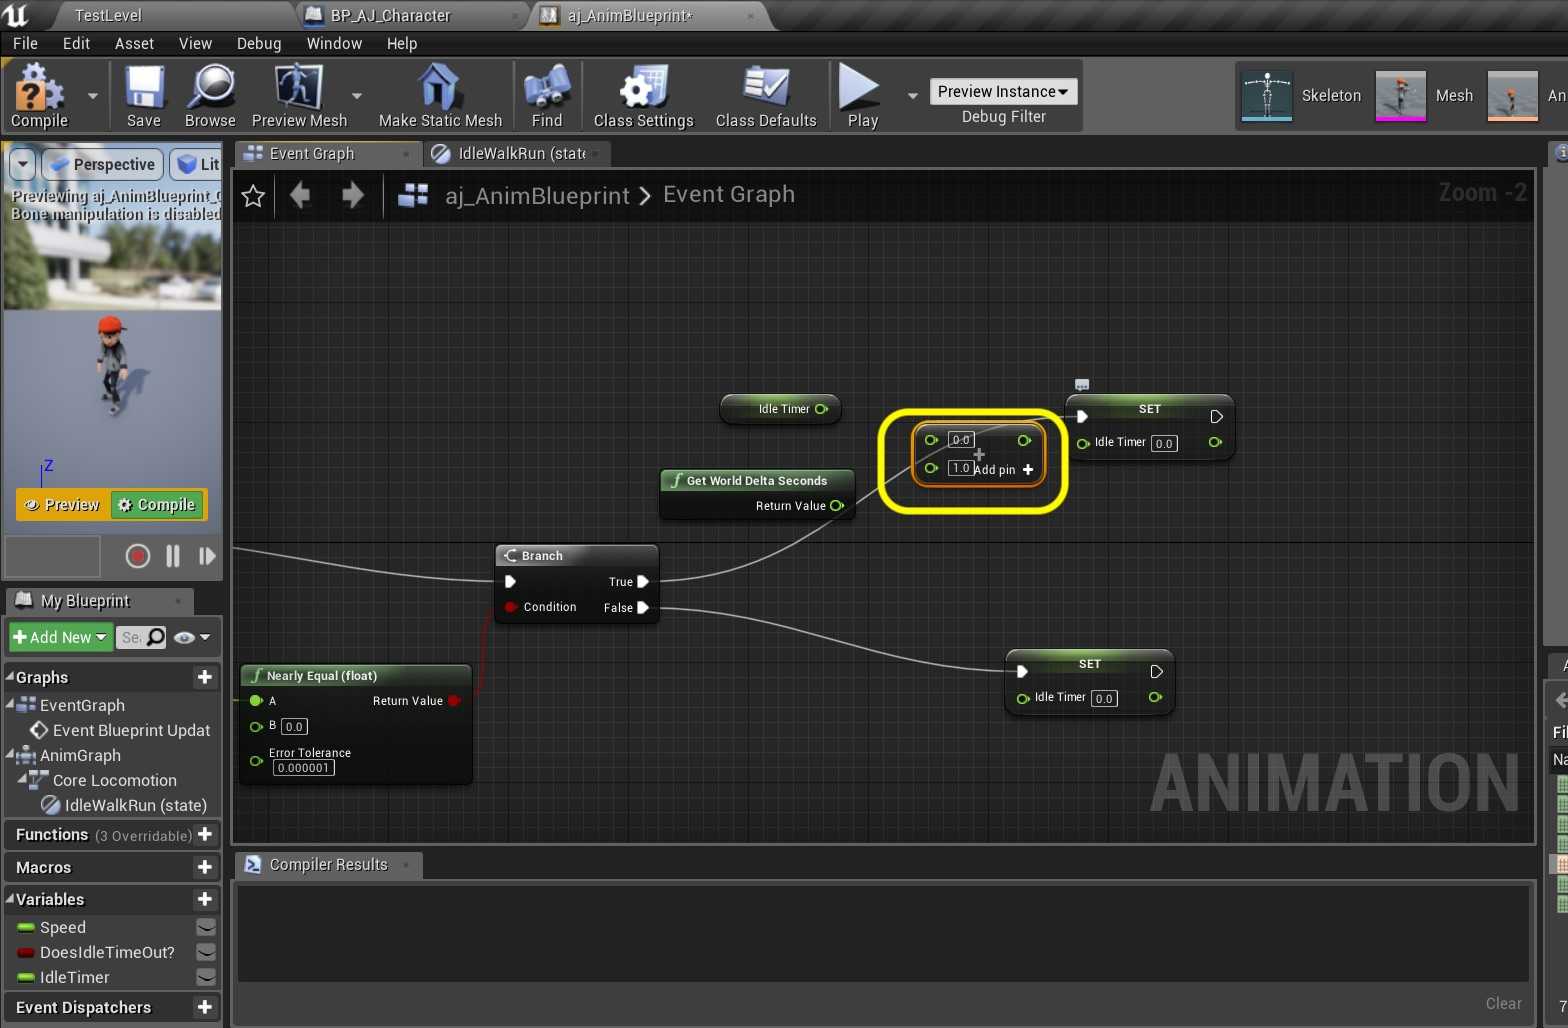 TestLevel
BP_AJ_Character
aj_AnimBlueprint*
File Edit Asset View Debug Window Help
Compile
Save
Browse
Preview Mesh
Make Static Mesh
Find
Class Settings
Class Defaults
Play
Preview Instance
Debug Filter
Skeleton
Mesh
An
Perspective
Lit
Previewing aj_AnimBlueprint_C
Bone manipulation is disabled
Z
Preview
Compile
Event Graph
IdleWalkRun (state
aj_AnimBlueprint > Event Graph
Zoom -2
Idle Timer
Get World Delta Seconds
Return Value
0.0
1.0 Add pin
SET
Idle Timer 0.0
Branch
True
Condition False
Nearly Equal (float)
A Return Value
B 0.0
Error Tolerance
0.000001
SET
Idle Timer 0.0
ANIMATION
My Blueprint
Add New
Se
Graphs
EventGraph
Event Blueprint Updat
AnimGraph
Core Locomotion
IdleWalkRun (state)
Functions (3 Overridable)
Macros
Variables
Speed
DoesIdleTimeOut?
IdleTimer
Event Dispatchers
Compiler Results
Clear
A
Fil
Na
7